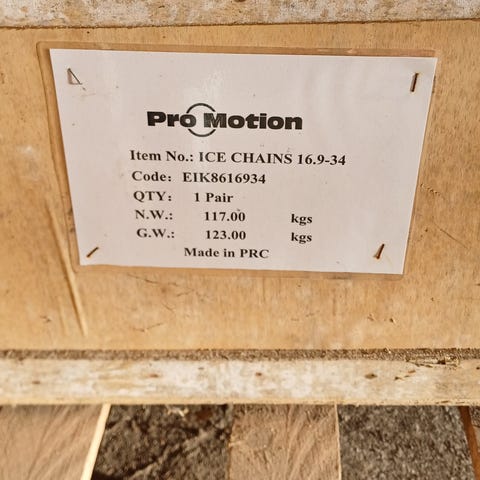 Pro Motion
Item No.: ICE CHAINS 16.9-34
Code: EIK8616934
QTY: 1 Pair
N.W.: 117.00 kgs
G.W.: 123.00 kgs
Made in PRC